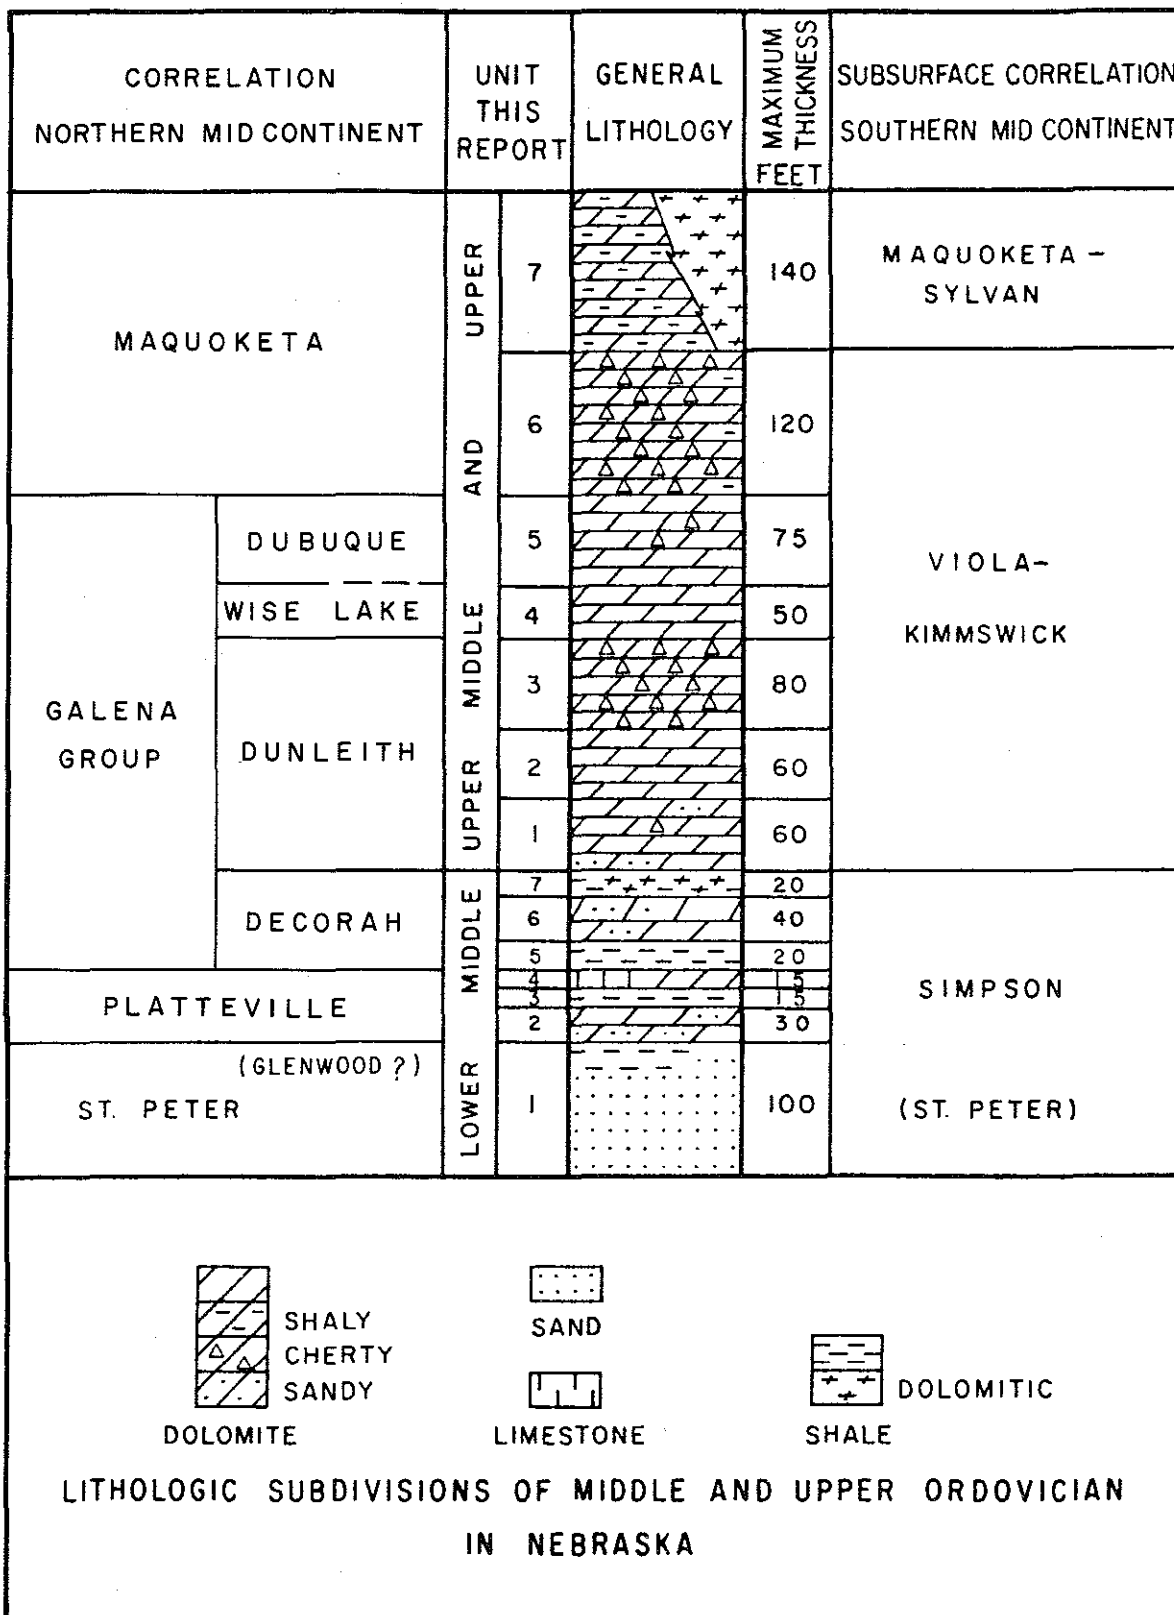 CORRELATION
NORTHERN MID CONTINENT
UNIT
THIS
REPORT
GENERAL
LITHOLOGY
MAXIMUM
THICKNESS
FEET
SUBSURFACE CORRELATION
SOUTHERN MID CONTINENT
MAQUOKETA
UPPER MIDDLE AND UPPER
7
140
MAQUOKETA-
SYLVAN
6
120
GALENA
GROUP
DUBUQUE
5
75
VIOLA-
KIMMSWICK
WISE LAKE
4
50
DUNLEITH
3
80
2
60
1
60
LOWER MIDDLE
DECORAH
7
20
6
40
5
20
SIMPSON
PLATTEVILLE
4
15
3
15
2
30
(GLENWOOD ?)
ST. PETER
1
100
(ST. PETER)
SHALY
CHERTY
SANDY
DOLOMITE
SAND
LIMESTONE
DOLOMITIC
SHALE
LITHOLOGIC SUBDIVISIONS OF MIDDLE AND UPPER ORDOVICIAN
IN NEBRASKA